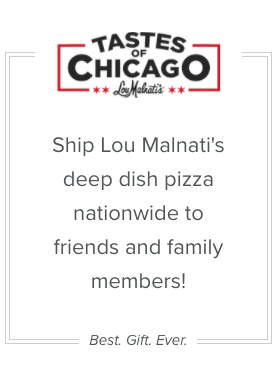 TASTES
OF
CHICAGO
Lou Malnati's
Ship Lou Malnati's
deep dish pizza
nationwide to
friends and family
members!
Best. Gift. Ever.